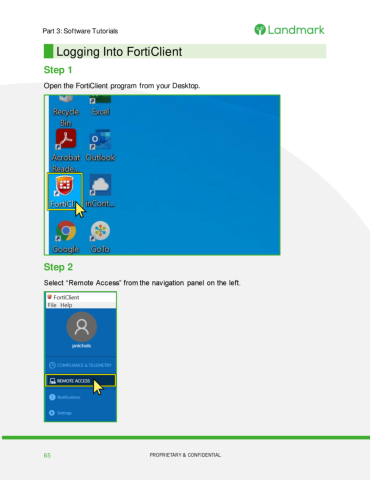 Part 3: Software Tutorials
Landmark
Logging Into FortiClient
Step 1
Open the FortiClient program from your Desktop.
Recycle Bin
Excel
Acrobat Reade...
Outlook
FortiCli
inCont...
Google
GoTo
Step 2
Select "Remote Access" from the navigation panel on the left.
FortiClient
File Help
jwnichols
COMPLIANCE & TELEMETRY
REMOTE ACCESS
Notifications
Settings
65
PROPRIETARY & CONFIDENTIAL